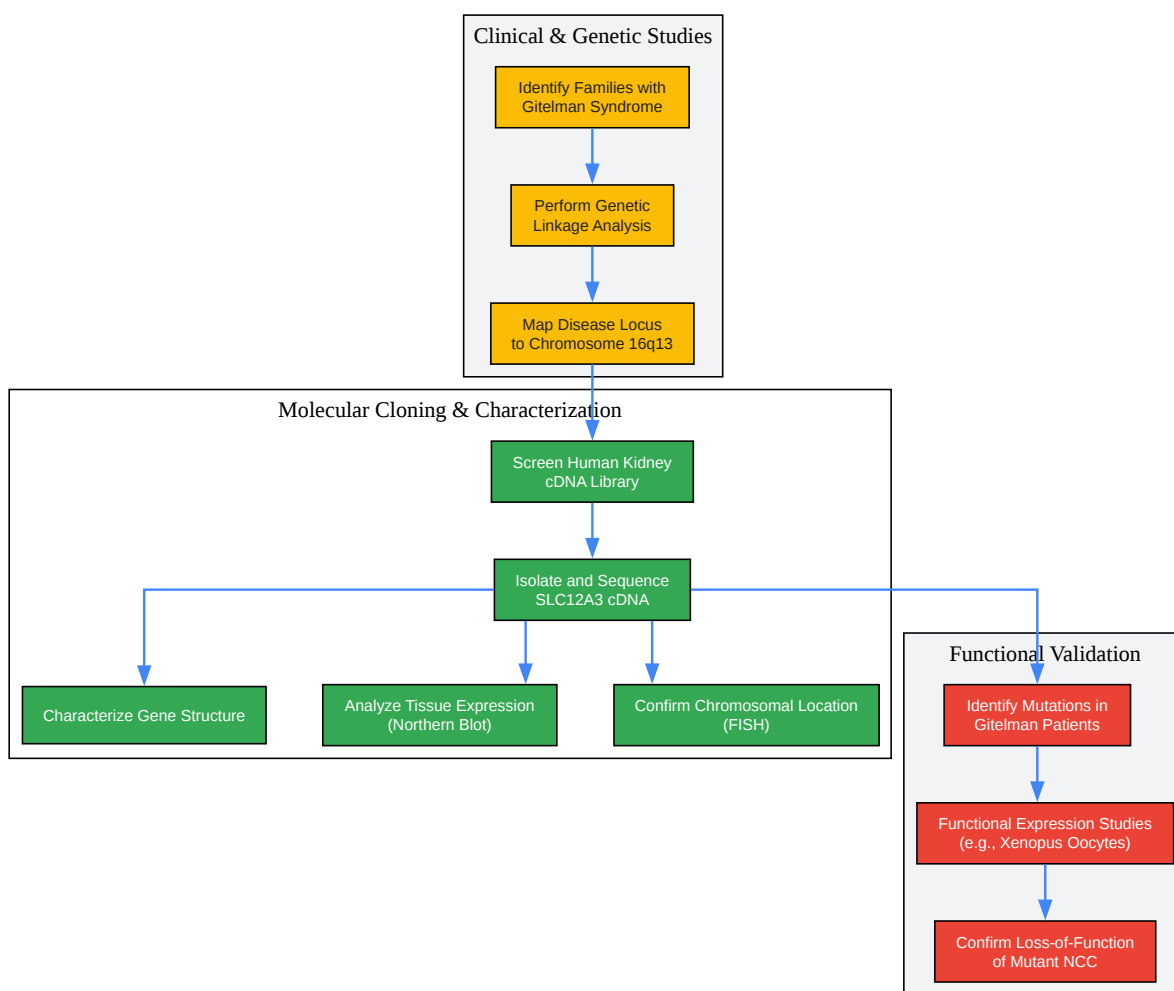 Clinical & Genetic Studies
Identify Families with
Gitelman Syndrome
Perform Genetic
Linkage Analysis
Map Disease Locus
to Chromosome 16q13
Molecular Cloning & Characterization
Screen Human Kidney
cDNA Library
Isolate and Sequence
SLC12A3 cDNA
Characterize Gene Structure
Analyze Tissue Expression
(Northern Blot)
Confirm Chromosomal Location
(FISH)
Functional Validation
Identify Mutations in
Gitelman Patients
Functional Expression Studies
(e.g., Xenopus Oocytes)
Confirm Loss-of-Function
of Mutant NCC